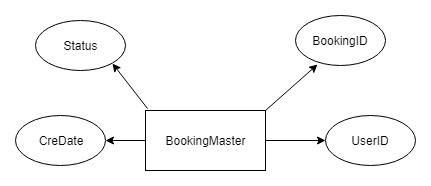 Status
BookingID
CreDate
BookingMaster
UserID